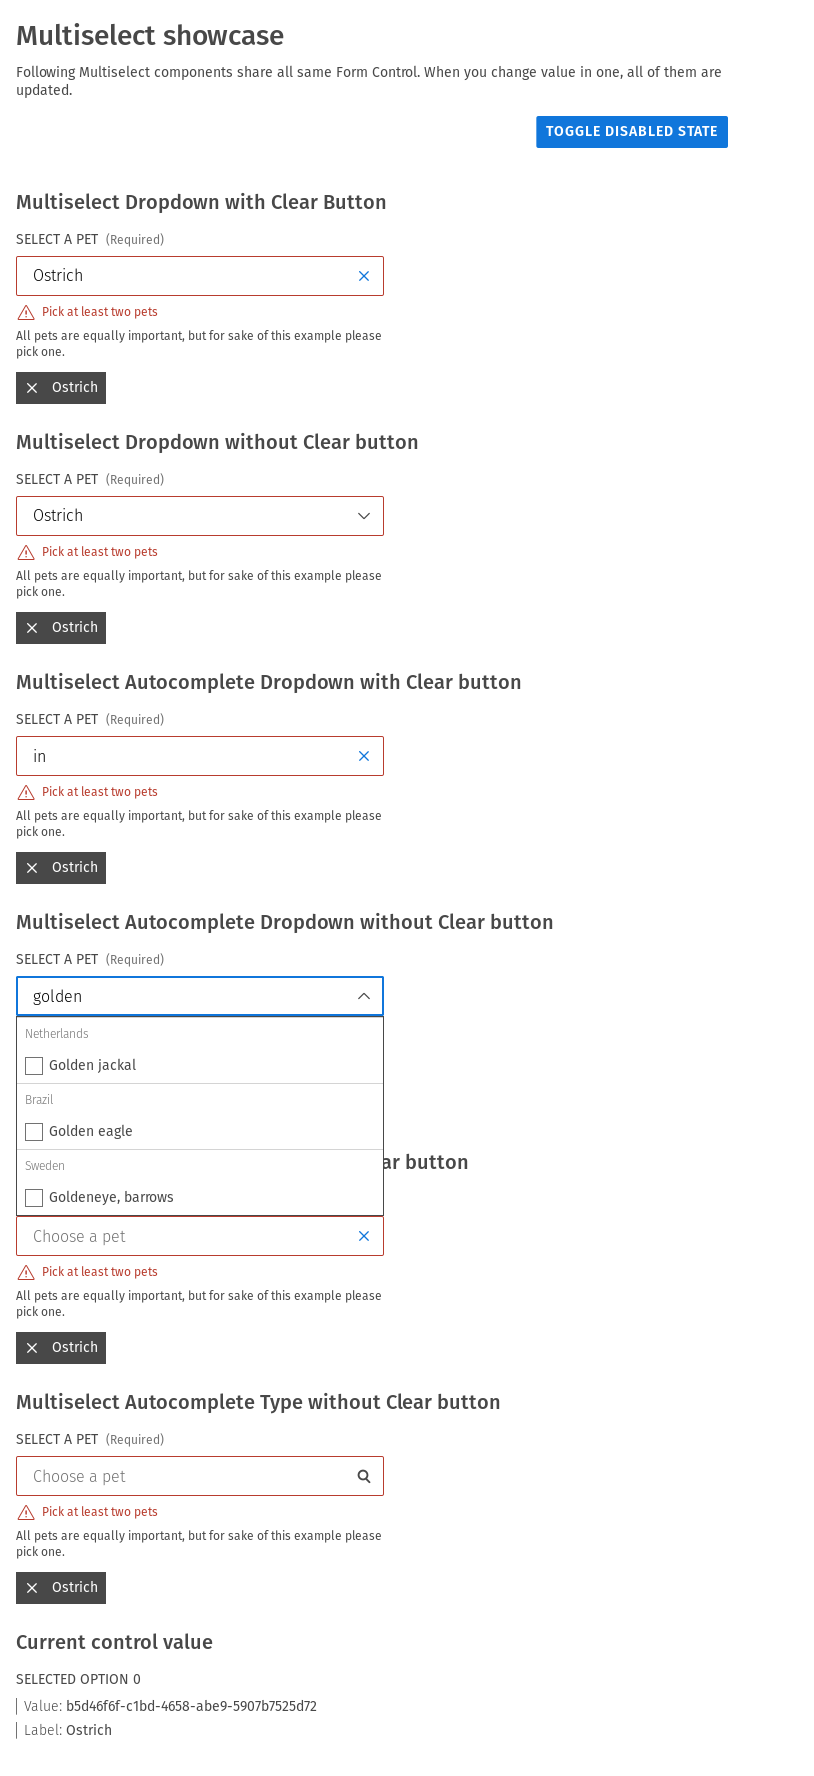 Multiselect showcase
Following Multiselect components share all same Form Control. When you change value in one, all of them are
updated.
TOGGLE DISABLED STATE
Multiselect Dropdown with Clear Button
SELECT A PET (Required)
Ostrich
Pick at least two pets
All pets are equally important, but for sake of this example please
pick one.
Ostrich
Multiselect Dropdown without Clear button
SELECT A PET (Required)
Ostrich
Pick at least two pets
All pets are equally important, but for sake of this example please
pick one.
Ostrich
Multiselect Autocomplete Dropdown with Clear button
SELECT A PET (Required)
in
Pick at least two pets
All pets are equally important, but for sake of this example please
pick one.
Ostrich
Multiselect Autocomplete Dropdown without Clear button
SELECT A PET (Required)
golden
Netherlands
Golden jackal
Brazil
Golden eagle
Sweden
ar button
Goldeneye, barrows
Choose a pet
Pick at least two pets
All pets are equally important, but for sake of this example please
pick one.
Ostrich
Multiselect Autocomplete Type without Clear button
SELECT A PET (Required)
Choose a pet
Pick at least two pets
All pets are equally important, but for sake of this example please
pick one.
Ostrich
Current control value
SELECTED OPTION 0
Value: b5d46f6f-c1bd-4658-abe9-5907b7525d72
Label: Ostrich